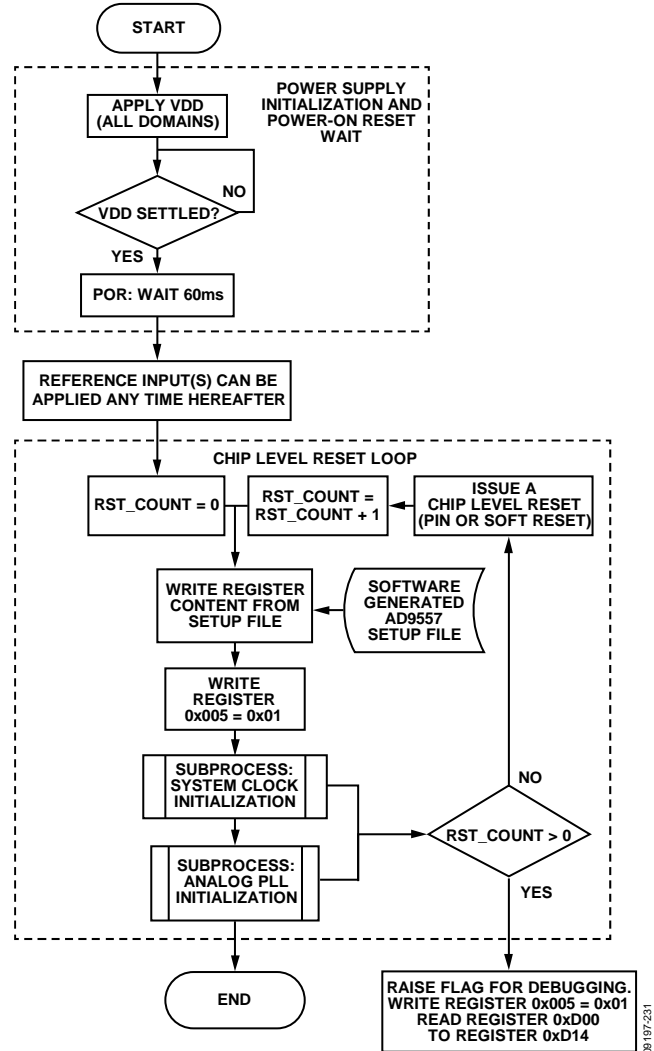 START
POWER SUPPLY
INITIALIZATION AND
POWER-ON RESET
WAIT
APPLY VDD
(ALL DOMAINS)
NO
VDD SETTLED?
YES
POR: WAIT 60ms
REFERENCE INPUT(S) CAN BE
APPLIED ANY TIME HEREAFTER
CHIP LEVEL RESET LOOP
RST_COUNT = 0
RST_COUNT =
RST_COUNT + 1
ISSUE A
CHIP LEVEL RESET
(PIN OR SOFT RESET)
WRITE REGISTER
CONTENT FROM
SETUP FILE
SOFTWARE
GENERATED
AD9557
SETUP FILE
WRITE
REGISTER
0x005 = 0x01
SUBPROCESS:
SYSTEM CLOCK
INITIALIZATION
NO
RST_COUNT > 0
SUBPROCESS:
ANALOG PLL
INITIALIZATION
YES
END
RAISE FLAG FOR DEBUGGING.
WRITE REGISTER 0x005 = 0x01
READ REGISTER 0xD00
TO REGISTER 0xD14
09197-231